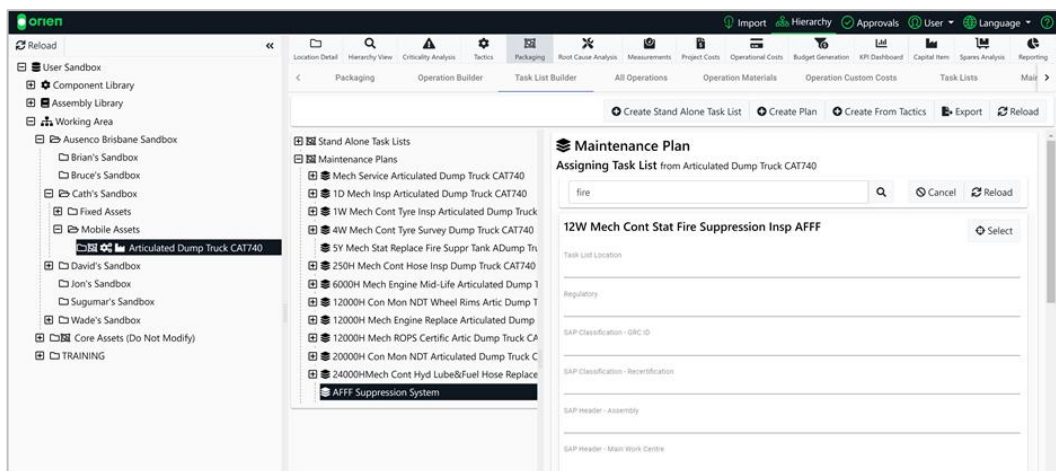 orien
Import Hierarchy Approvals User Language
Reload
Location Detail Hierarchy View Criticality Analysis Tactics Packaging Root Cause Analysis Measurements Project Costs Operational Costs Budget Generation KPI Dashboard Capital Item Spares Analysis Reporting
Packaging Operation Builder Task List Builder All Operations Operation Materials Operation Custom Costs Task Lists Main
Create Stand Alone Task List Create Plan Create From Tactics Export Reload
User Sandbox
Component Library
Assembly Library
Working Area
Ausenco Brisbane Sandbox
Brian's Sandbox
Bruce's Sandbox
Cath's Sandbox
Fixed Assets
Mobile Assets
Articulated Dump Truck CAT740
David's Sandbox
Jon's Sandbox
Sugumar's Sandbox
Wade's Sandbox
Core Assets (Do Not Modify)
TRAINING
Stand Alone Task Lists
Maintenance Plans
Mech Service Articulated Dump Truck CAT740
1D Mech Insp Articulated Dump Truck CAT740
1W Mech Cont Tyre Insp Articulated Dump Truck
4W Mech Cont Tyre Survey Dump Truck CAT740
5Y Mech Stat Replace Fire Suppr Tank ADump Tru
250H Mech Cont Hose Insp Dump Truck CAT740
6000H Mech Engine Mid-Life Articulated Dump T
12000H Con Mon NDT Wheel Rims Artic Dump T
12000H Mech Engine Replace Articulated Dump
12000H Mech ROPS Certific Artic Dump Truck CA
20000H Con Mon NDT Articulated Dump Truck C
24000HMech Cont Hyd Lube&Fuel Hose Replace
AFFF Suppression System
Maintenance Plan
Assigning Task List from Articulated Dump Truck CAT740
fire Cancel Reload
12W Mech Cont Stat Fire Suppression Insp AFFF Select
Task List Location
Regulatory
SAP Classification - GRC ID
SAP Classification - Recertification
SAP Header - Assembly
SAP Header - Main Work Centre